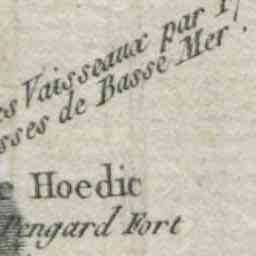 es Vaisseaux par
sses de Basse Mer.
e Hoedic
Pengard Fort